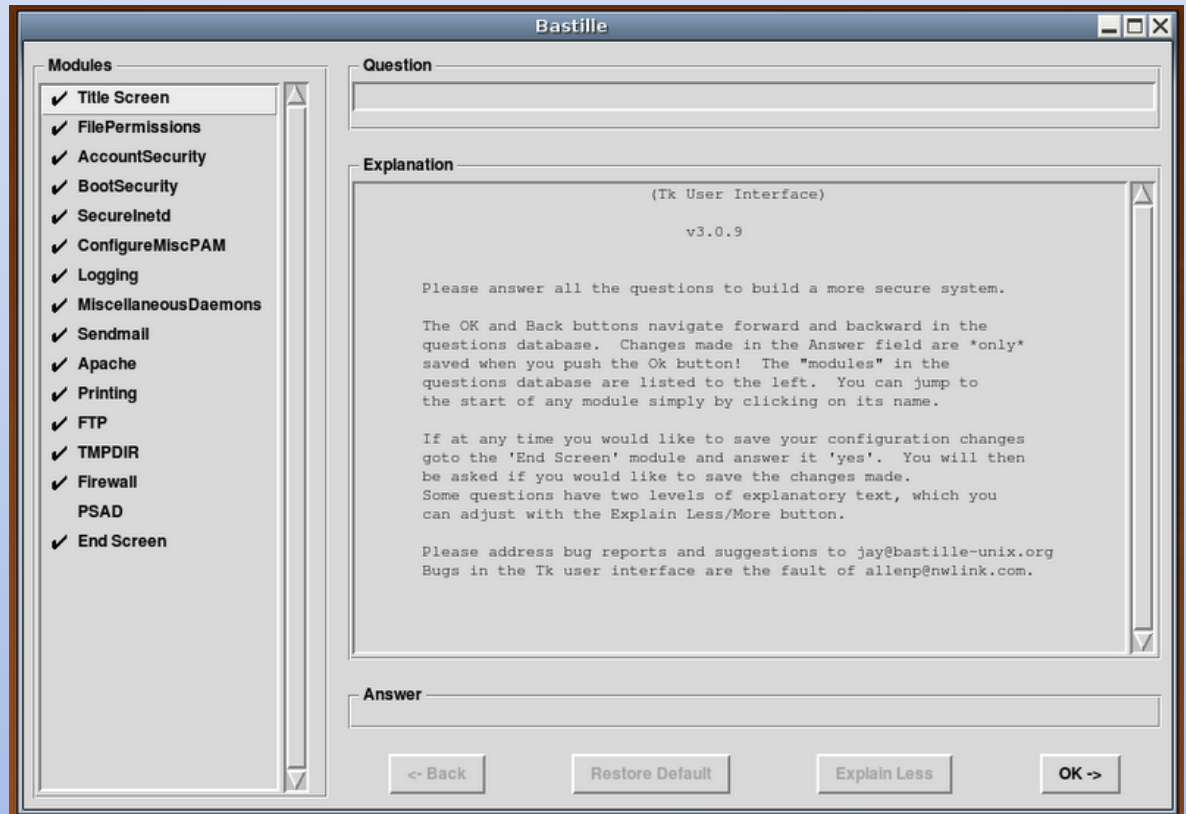 Bastille
Modules
✔ Title Screen
✔ FilePermissions
✔ AccountSecurity
✔ BootSecurity
✔ SecureInetd
✔ ConfigureMiscPAM
✔ Logging
✔ MiscellaneousDaemons
✔ Sendmail
✔ Apache
✔ Printing
✔ FTP
✔ TMPDIR
✔ Firewall
PSAD
✔ End Screen
Question
Explanation
(Tk User Interface)
v3.0.9
Please answer all the questions to build a more secure system.
The OK and Back buttons navigate forward and backward in the
questions database. Changes made in the Answer field are *only*
saved when you push the Ok button! The "modules" in the
questions database are listed to the left. You can jump to
the start of any module simply by clicking on its name.
If at any time you would like to save your configuration changes
goto the 'End Screen' module and answer it 'yes'. You will then
be asked if you would like to save the changes made.
Some questions have two levels of explanatory text, which you
can adjust with the Explain Less/More button.
Please address bug reports and suggestions to jay@bastille-unix.org
Bugs in the Tk user interface are the fault of allenp@nwlink.com.
Answer
<- Back
Restore Default
Explain Less
OK ->